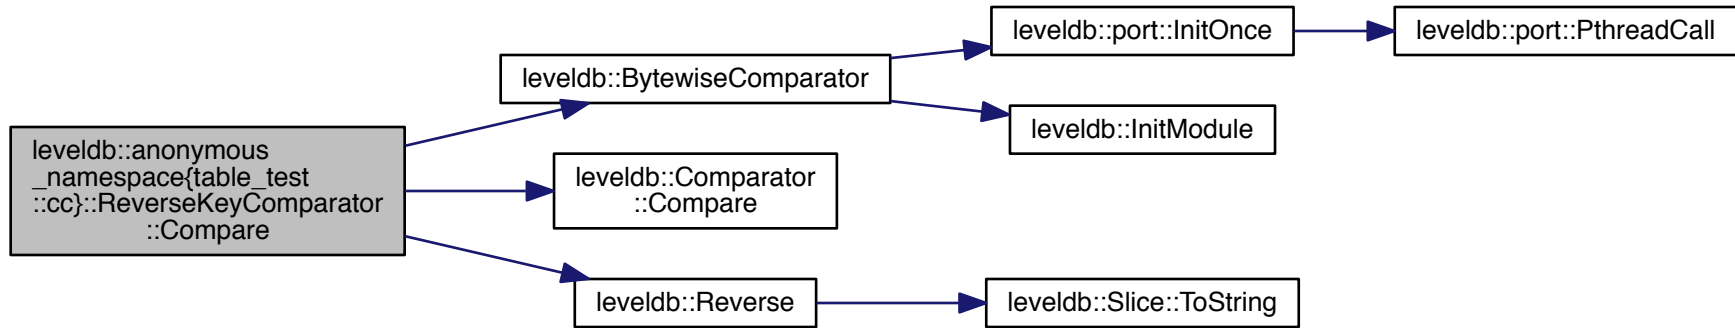 leveldb::anonymous
_namespace{table_test
::cc}::ReverseKeyComparator
::Compare
leveldb::BytewiseComparator
leveldb::port::InitOnce
leveldb::port::PthreadCall
leveldb::InitModule
leveldb::Comparator
::Compare
leveldb::Reverse
leveldb::Slice::ToString